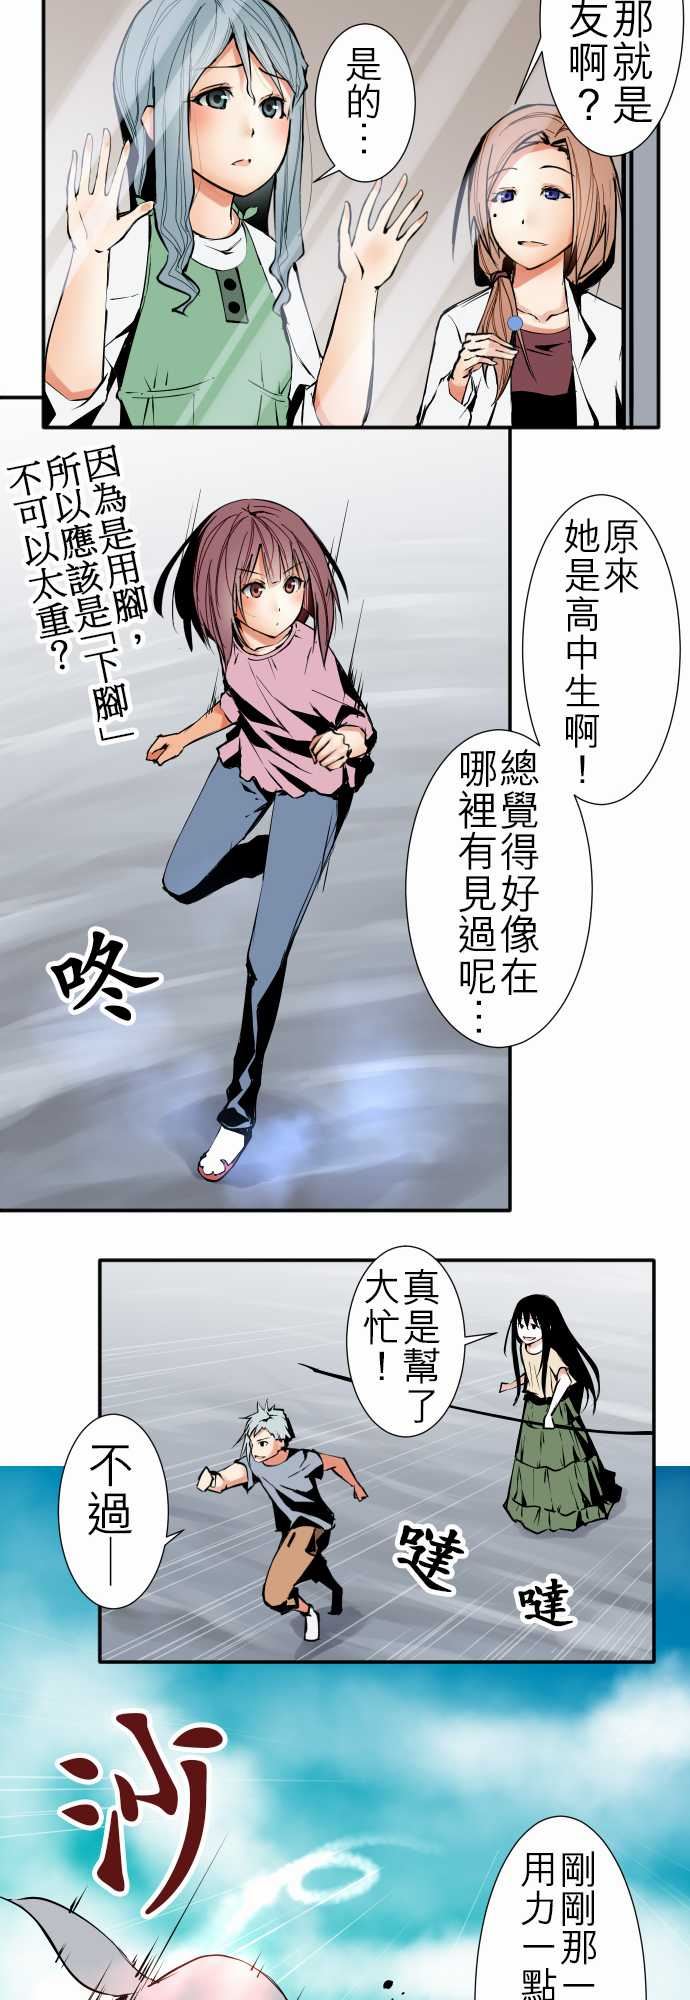 那就是
友啊？
是的…
原來
她是高中生啊！
總覺得好像在
哪裡有見過呢…
因為是用腳，
所以應該是「下腳」
不可以太重？
咚
真是幫了
大忙！
不過—
噠
噠
沙
剛剛那一
用力一點